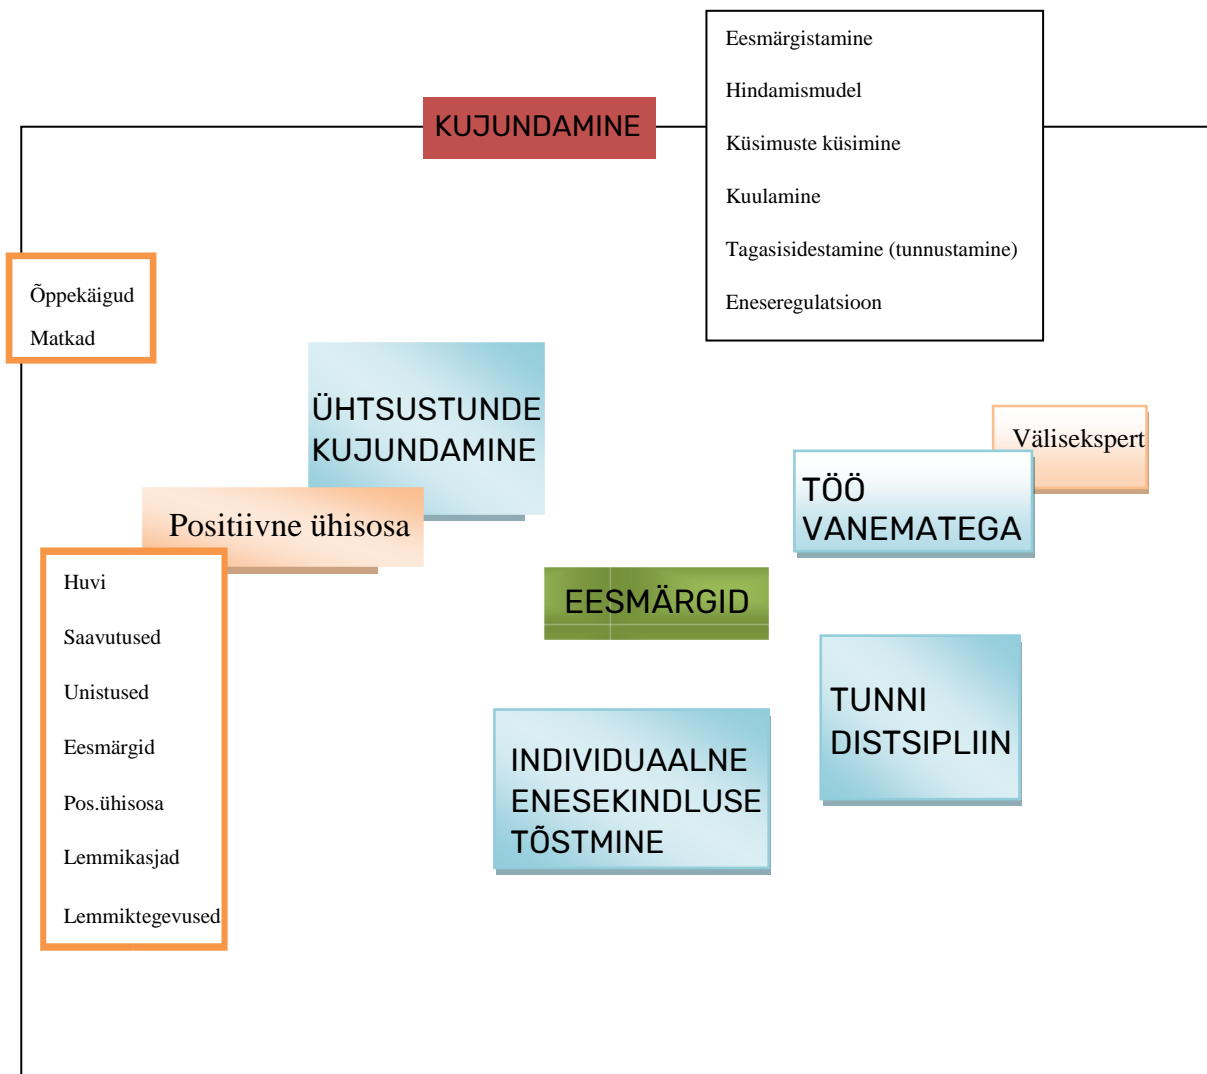 Eesmärgistamine
Hindamismudel
Küsimuste küsimine
Kuulamine
Tagasisidestamine (tunnustamine)
Eneseregulatsioon
KUJUNDAMINE
Õppekäigud
Matkad
ÜHTSUSTUNDE
KUJUNDAMINE
Välisekspert
TÖÖ
VANEMATEGA
Positiivne ühisosa
Huvi
Saavutused
Unistused
Eesmärgid
Pos.ühisosa
Lemmikasjad
Lemmiktegevused
EESMÄRGID
TUNNI
DISTSIPLIIN
INDIVIDUAALNE
ENESEKINDLUSE
TÕSTMINE